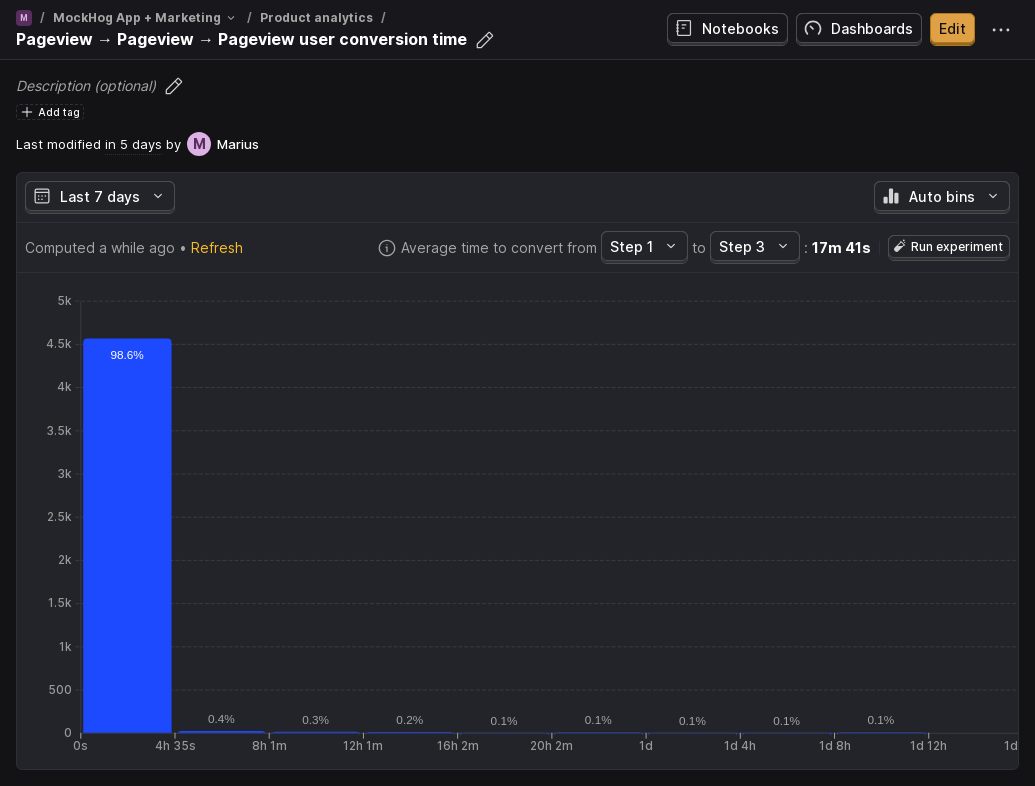 M / MockHog App + Marketing / Product analytics /
Pageview → Pageview → Pageview user conversion time
Notebooks
Dashboards
Edit
Description (optional)
Add tag
Last modified in 5 days by M Marius
Last 7 days
Auto bins
Computed a while ago • Refresh
Average time to convert from Step 1 to Step 3 : 17m 41s
Run experiment
5k
4.5k
98.6%
4k
3.5k
3k
2.5k
2k
1.5k
1k
500
0.4% 0.3% 0.2% 0.1% 0.1% 0.1% 0.1% 0.1%
0
0s 4h 35s 8h 1m 12h 1m 16h 2m 20h 2m 1d 1d 4h 1d 8h 1d 12h 1d